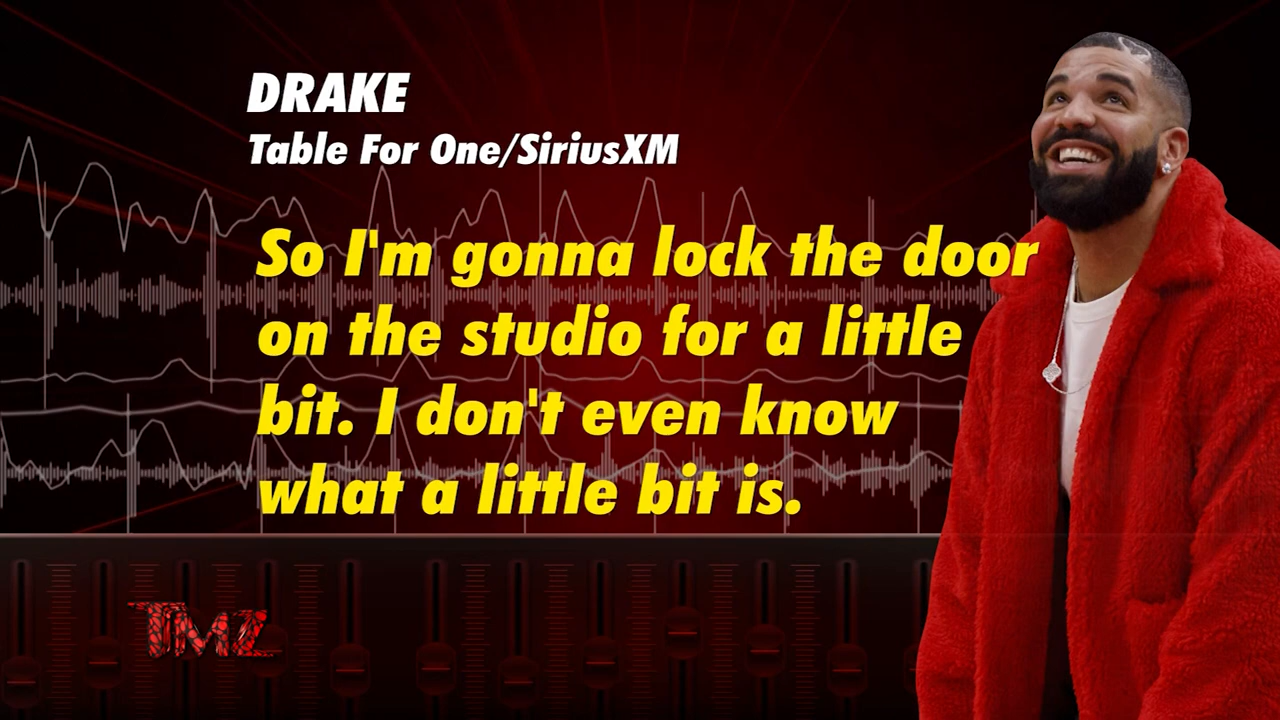 DRAKE
Table For One/SiriusXM
So I'm gonna lock the door
on the studio for a little
bit. I don't even know
what a little bit is.
TMZ